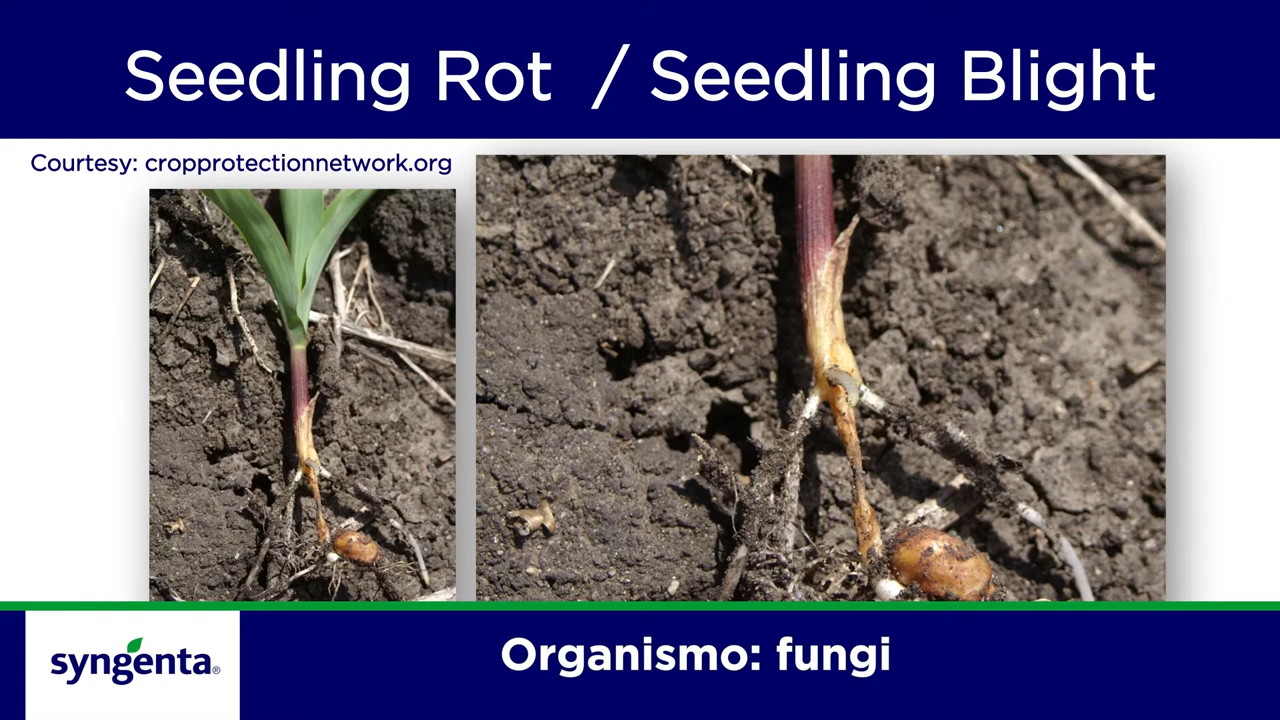 Seedling Rot / Seedling Blight
Courtesy: cropprotectionnetwork.org
syngenta®
Organismo: fungi